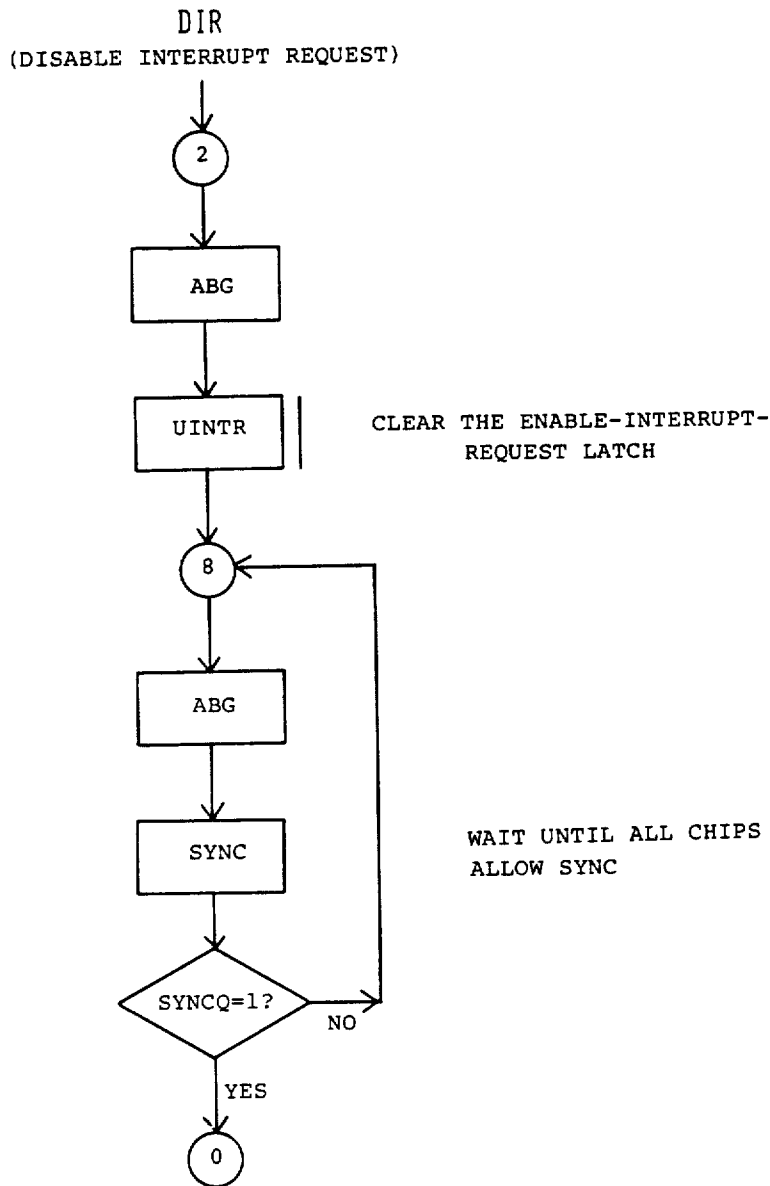 DIR
(DISABLE INTERRUPT REQUEST)
2
ABG
UINTR
CLEAR THE ENABLE-INTERRUPT-
REQUEST LATCH
8
ABG
SYNC
WAIT UNTIL ALL CHIPS
ALLOW SYNC
SYNCQ=1?
NO
YES
0